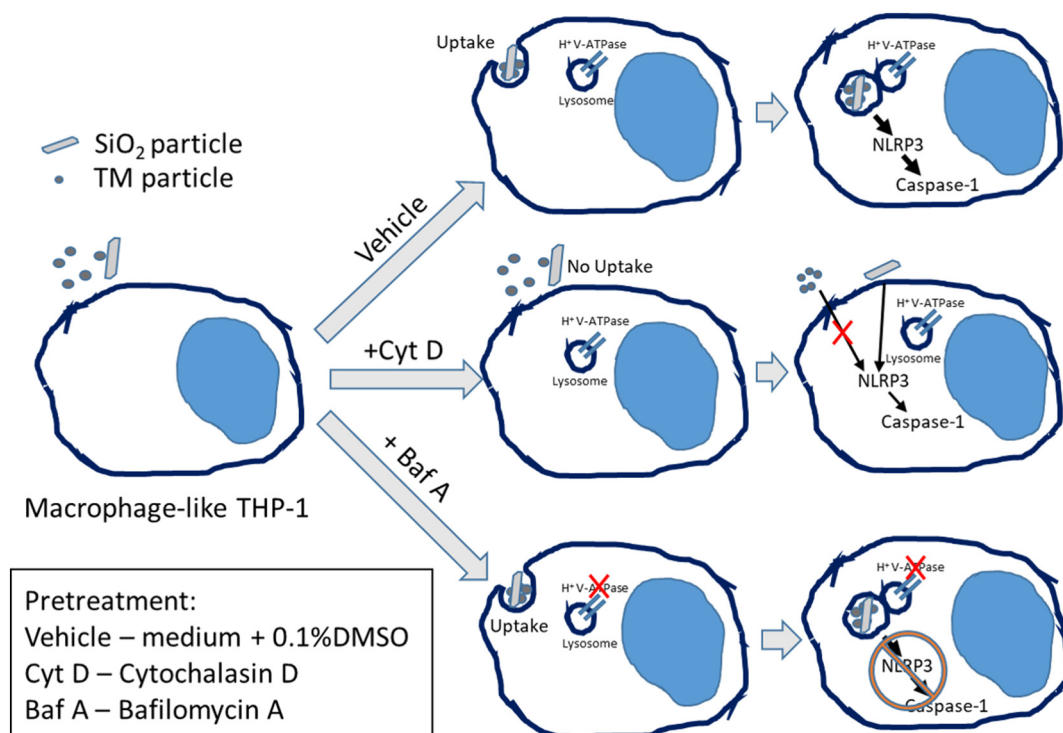 SiO₂ particle
TM particle
Macrophage-like THP-1
Pretreatment:
Vehicle – medium + 0.1%DMSO
Cyt D – Cytochalasin D
Baf A – Bafilomycin A
Vehicle
Uptake
H⁺ V-ATPase
Lysosome
H⁺ V-ATPase
NLRP3
Caspase-1
+Cyt D
No Uptake
H⁺ V-ATPase
Lysosome
H⁺ V-ATPase
Lysosome
NLRP3
Caspase-1
+ Baf A
Uptake
H⁺ V-ATPase
Lysosome
H⁺ V-ATPase
NLRP3
Caspase-1